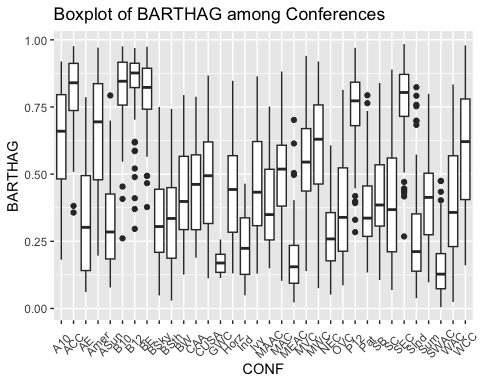 Boxplot of BARTHAG among Conferences
1.00
0.75
0.50
0.25
0.00
BARTHAG
A10 ACC AE Amer ASun B10 B12 BE BSky BSth BW CAA CUSA GWC Horz Ind Ivy MAAC MAC MEAC MVC MWC NEC OVC P12 Pat SB SC SEC Slnd Sum SWAC WAC WCC
CONF